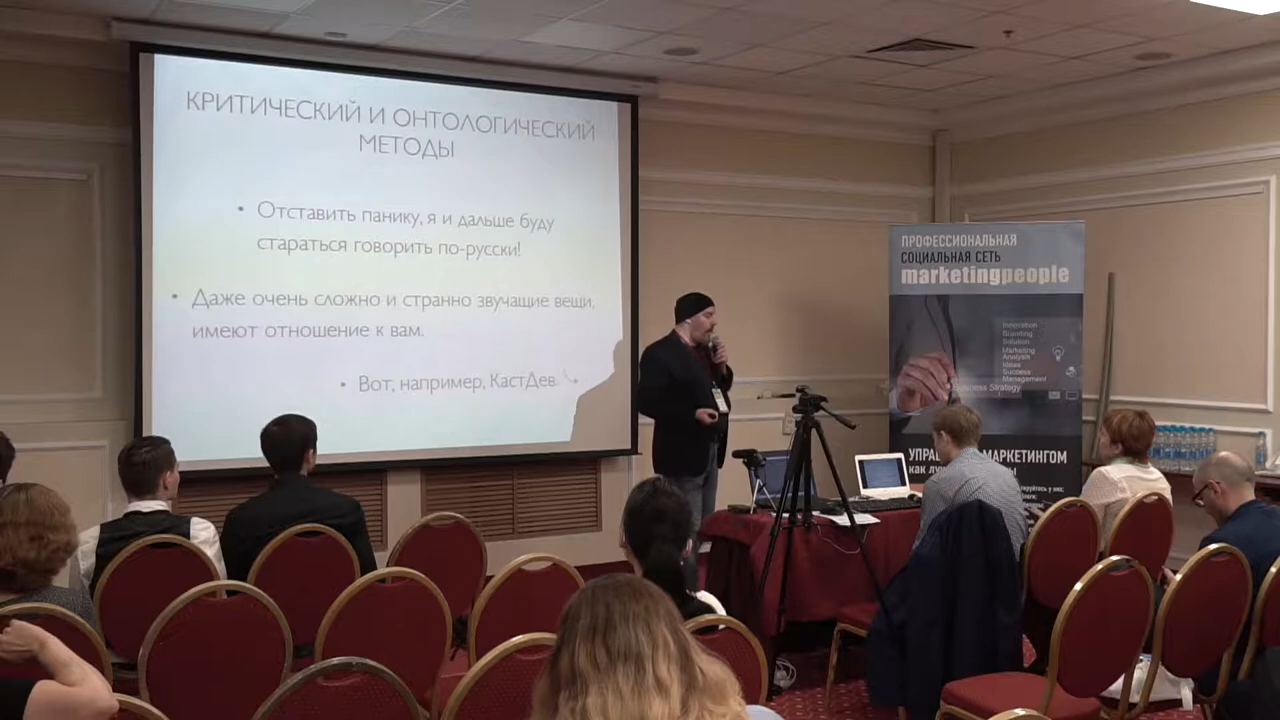 КРИТИЧЕСКИЙ И ОНТОЛОГИЧЕСКИЙ
МЕТОДЫ
• Отставить панику, я и дальше буду
стараться говорить по-русски!
• Даже очень сложно и странно звучащие вещи,
имеют отношение к вам.
• Вот, например, КастДев
ПРОФЕССИОНАЛЬНАЯ
СОЦИАЛЬНАЯ СЕТЬ
marketingpeople
Innovation
Branding
Solution
Marketing
Analysis
Ideas
Success
Management
Business Strategy
МАРКЕТИНГОМ
как